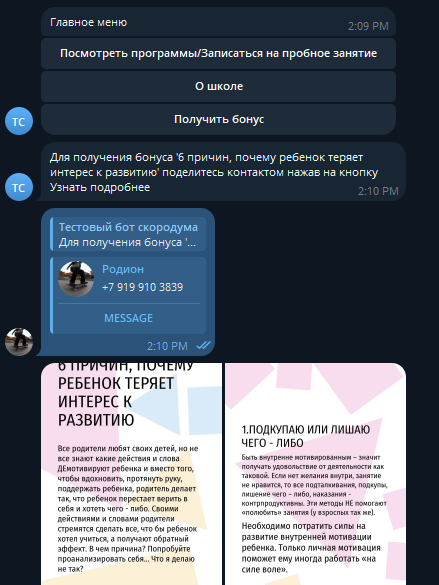 Главное меню
2:09 PM
Посмотреть программы/Записаться на пробное занятие
О школе
Получить бонус
ТС
Для получения бонуса '6 причин, почему ребенок теряет
интерес к развитию' поделитесь контактом нажав на кнопку
Узнать подробнее
2:10 PM
ТС
Тестовый бот скородума
Для получения бонуса '...
Родион
+7 919 910 3839
MESSAGE
2:10 PM
6 ПРИЧИН, ПОЧЕМУ
РЕБЕНОК ТЕРЯЕТ
ИНТЕРЕС К
РАЗВИТИЮ
Все родители любят своих детей, но не
все знают какие действия и слова
ДЕмотивируют ребенка и вместо того,
чтобы вдохновить, протянуть руку,
поддержать ребенка, родитель делает
так, что ребенок перестает верить в
себя и хотеть чего - либо. Своими
действиями и словами родители
стремятся сделать все, что бы ребенок
хотел учиться, а получают обратный
эффект. В чем причина? Попробуйте
проанализировать себя... Что я делаю
не так?
1.ПОДКУПАЮ ИЛИ ЛИШАЮ
ЧЕГО - ЛИБО
Быть внутренне мотивированным – значит
получать удовольствие от деятельности как
таковой. Если нет желания внутри, занятие
не нравится, то все подталкивания, подкупы,
лишение чего – либо, наказания -
контрпродуктивны. Эти методы НЕ помогают
«полюбить» занятия (у взрослых так же).
Необходимо потратить силы на
развитие внутренней мотивации
ребенка. Только личная мотивация
поможет ему иногда работать «на
силе воле».